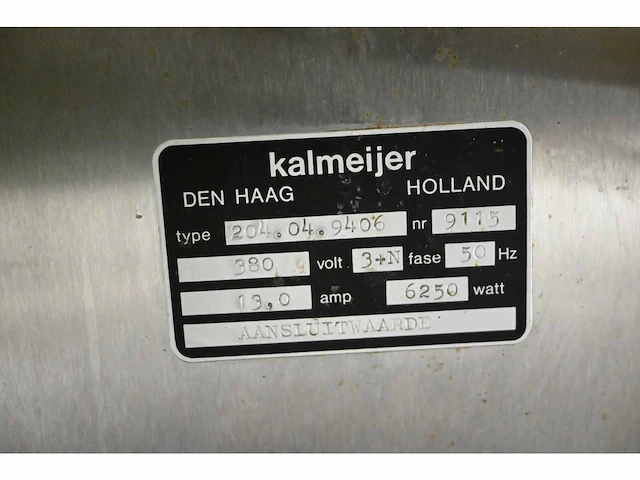 kalmeijer
DEN HAAG HOLLAND
type 204.04.9406 nr 9115
380 volt 3+N fase 50 Hz
13,0 amp 6250 watt
AANSLUITWAARDE